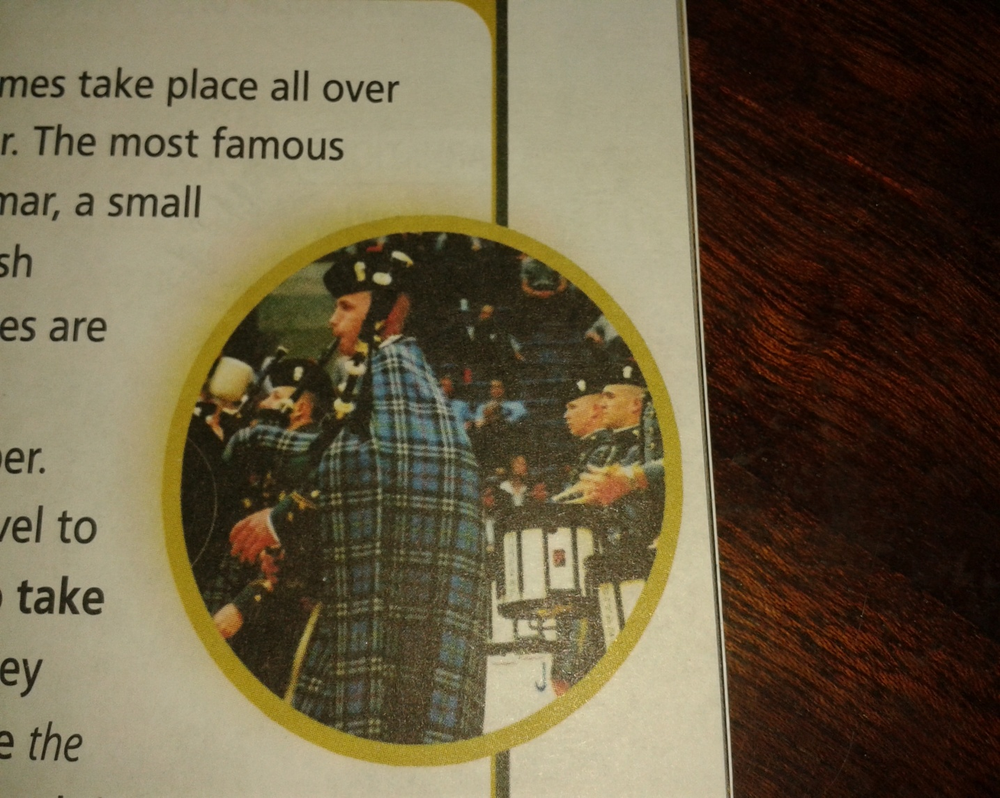 mes take place all over
r. The most famous
mar, a small
sh
es are
er.
vel to
take
ey
e the